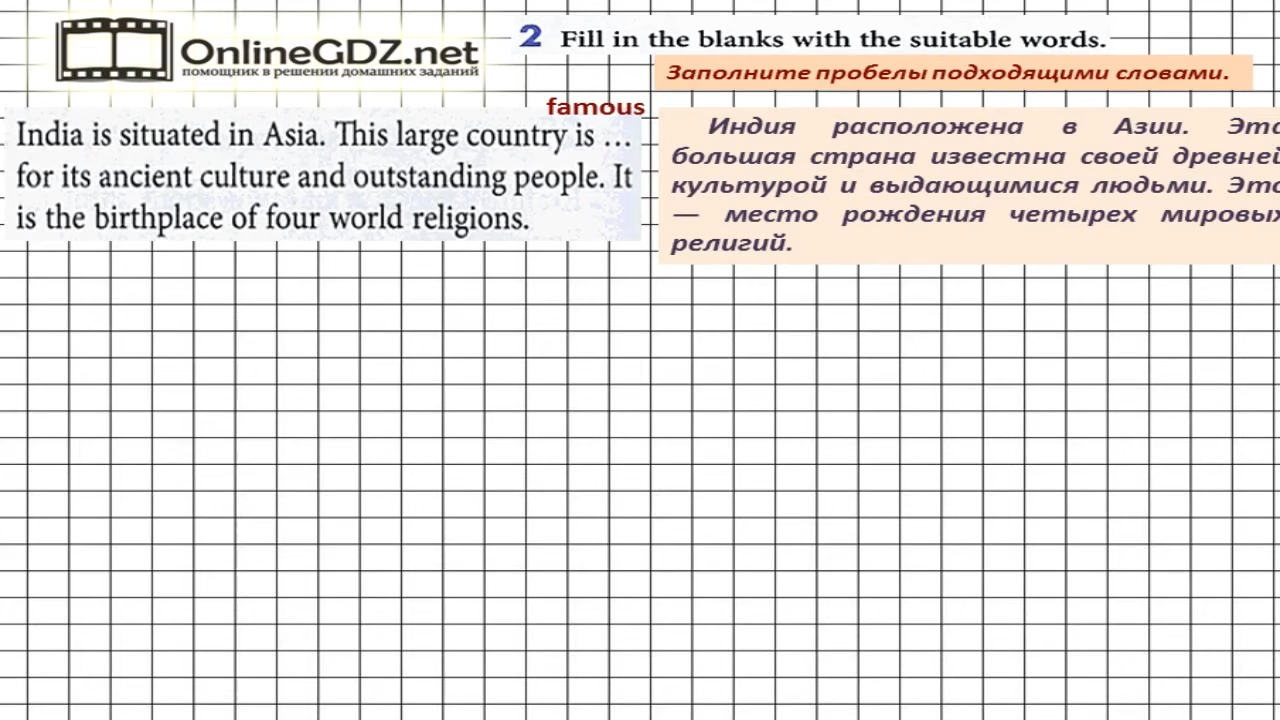 OnlineGDZ.net
помощник в решении домашних заданий
2 Fill in the blanks with the suitable words.
Заполните пробелы подходящими словами.
famous
India is situated in Asia. This large country is ...
for its ancient culture and outstanding people. It
is the birthplace of four world religions.
Индия расположена в Азии. Эта
большая страна известна своей древней
культурой и выдающимися людьми. Это
— место рождения четырех мировых
религий.